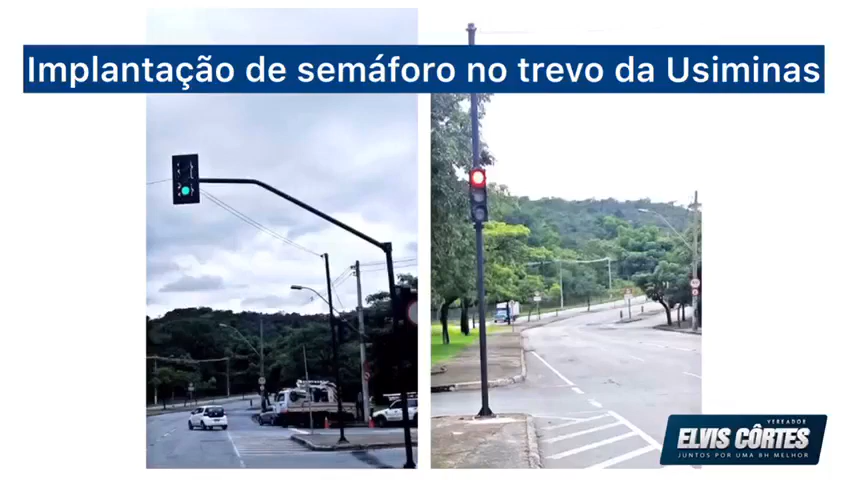 Implantação de semáforo no trevo da Usiminas
VEREADOR
ELVIS CÔRTES
JUNTOS POR UMA BH MELHOR